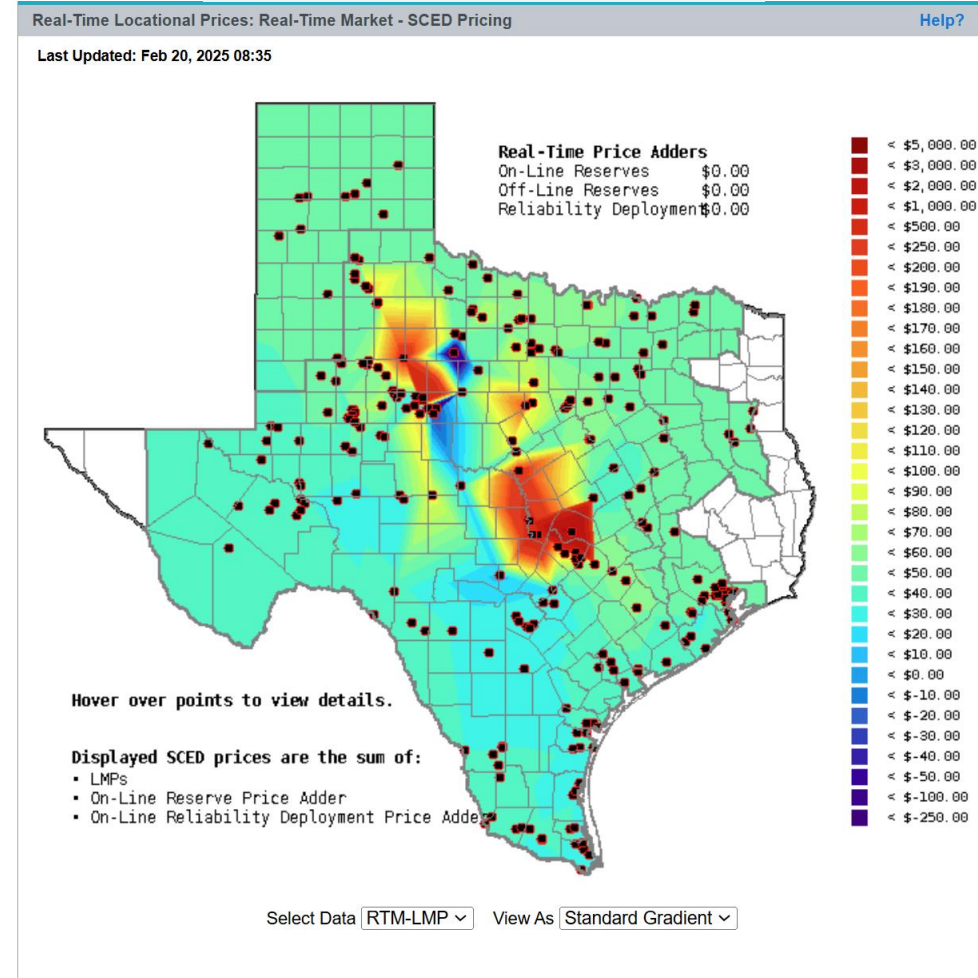 Real-Time Locational Prices: Real-Time Market - SCED Pricing
Help?
Last Updated: Feb 20, 2025 08:35
Real-Time Price Adders
On-Line Reserves $0.00
Off-Line Reserves $0.00
Reliability Deployment $0.00
< $5,000.00
< $3,000.00
< $2,000.00
< $1,000.00
< $500.00
< $250.00
< $200.00
< $190.00
< $180.00
< $170.00
< $160.00
< $150.00
< $140.00
< $130.00
< $120.00
< $110.00
< $100.00
< $90.00
< $80.00
< $70.00
< $60.00
< $50.00
< $40.00
< $30.00
< $20.00
< $10.00
< $0.00
< $-10.00
< $-20.00
< $-30.00
< $-40.00
< $-50.00
< $-100.00
< $-250.00
Hover over points to view details.
Displayed SCED prices are the sum of:
▪ LMPs
▪ On-Line Reserve Price Adder
▪ On-Line Reliability Deployment Price Adde
Select Data RTM-LMP View As Standard Gradient